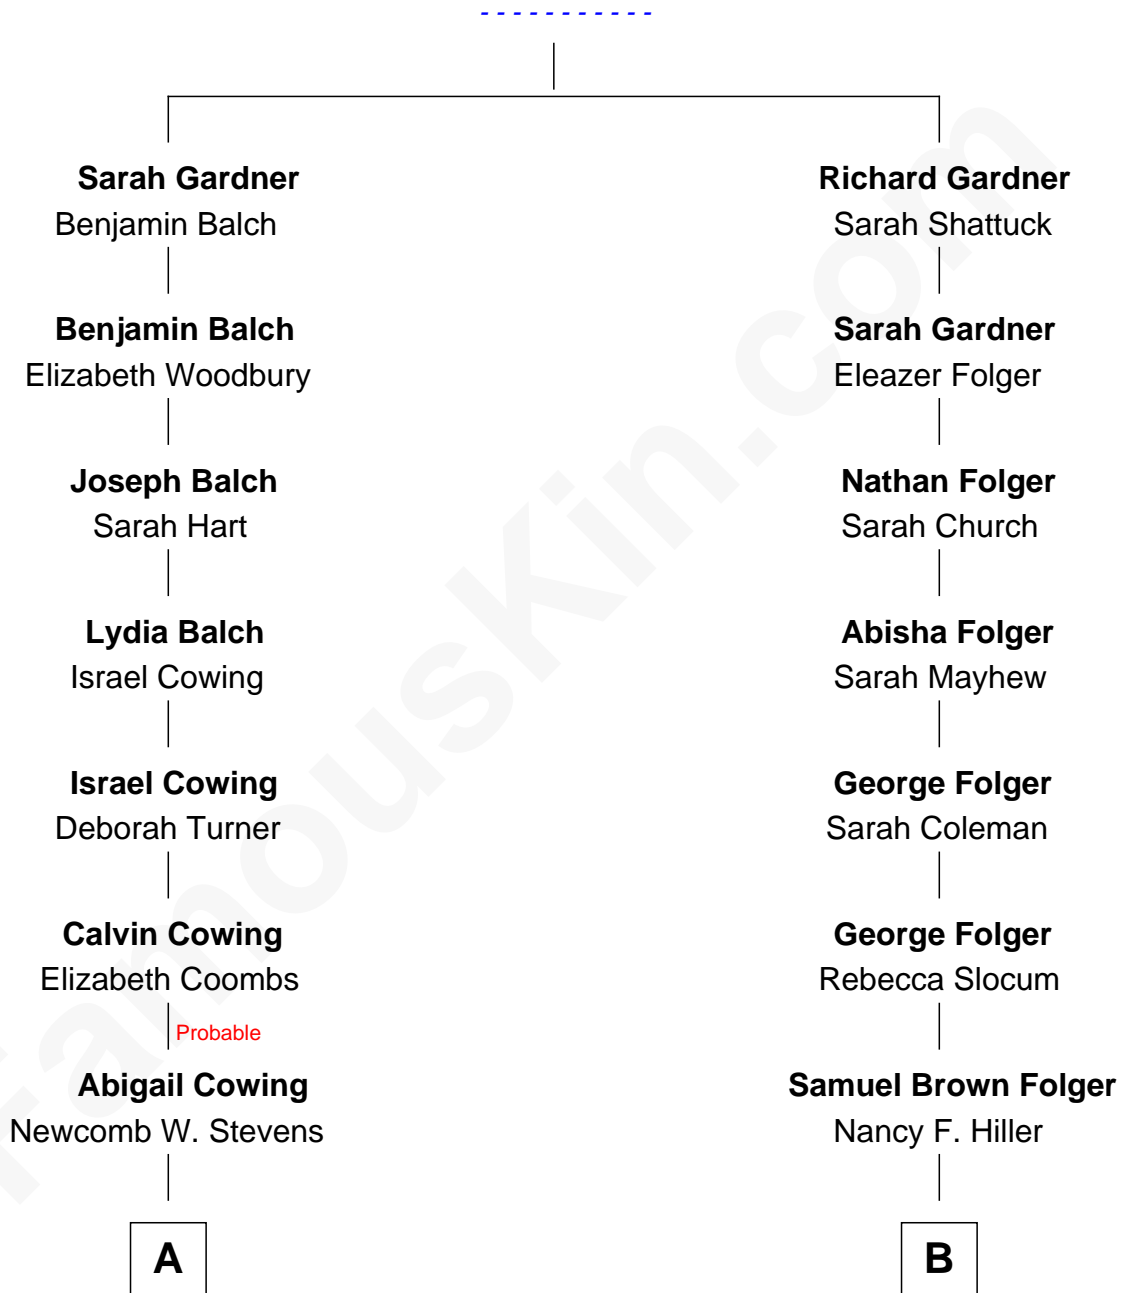 - - - - - - - - - - -
Sarah Gardner
Benjamin Balch
Richard Gardner
Sarah Shattuck
Benjamin Balch
Elizabeth Woodbury
Sarah Gardner
Eleazer Folger
Joseph Balch
Sarah Hart
Nathan Folger
Sarah Church
Lydia Balch
Israel Cowing
Abisha Folger
Sarah Mayhew
Israel Cowing
Deborah Turner
George Folger
Sarah Coleman
Calvin Cowing
Elizabeth Coombs
George Folger
Rebecca Slocum
Probable
Abigail Cowing
Newcomb W. Stevens
Samuel Brown Folger
Nancy F. Hiller
A
B
FamousKin.com